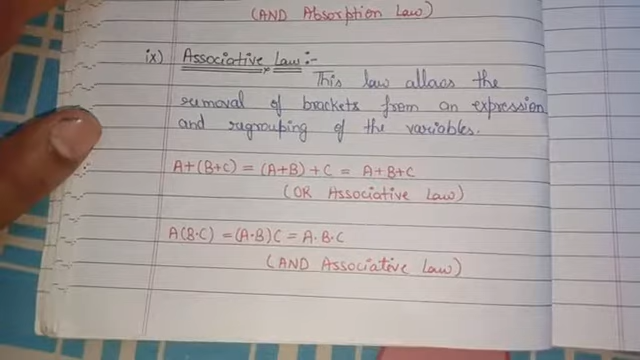 (AND Absorption Law)
ix) Associative Law :-
This law allows the
removal of brackets from an expression
and regrouping of the variables.
A+(B+C) = (A+B)+C = A+B+C
(OR Associative Law)
A(B·C) = (A·B)C = A·B·C
(AND Associative Law)